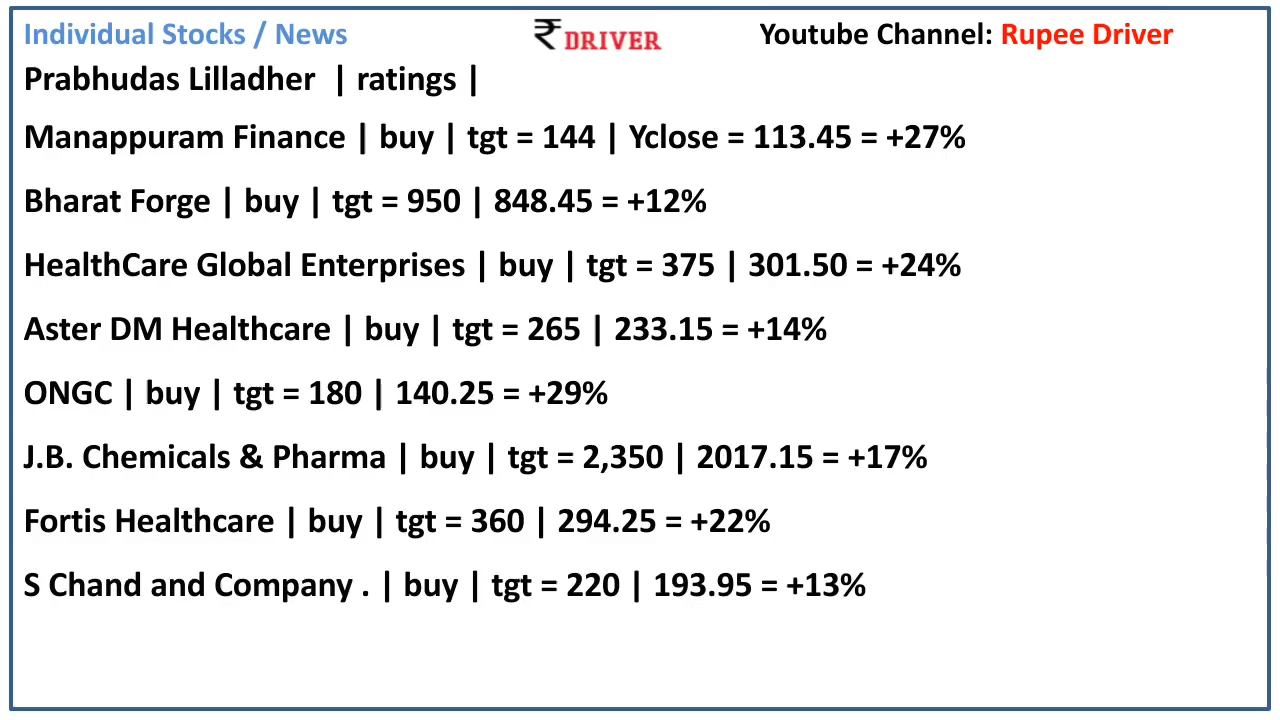 Individual Stocks / News
₹ DRIVER
Youtube Channel: Rupee Driver
Prabhudas Lilladher | ratings |
Manappuram Finance | buy | tgt = 144 | Yclose = 113.45 = +27%
Bharat Forge | buy | tgt = 950 | 848.45 = +12%
HealthCare Global Enterprises | buy | tgt = 375 | 301.50 = +24%
Aster DM Healthcare | buy | tgt = 265 | 233.15 = +14%
ONGC | buy | tgt = 180 | 140.25 = +29%
J.B. Chemicals & Pharma | buy | tgt = 2,350 | 2017.15 = +17%
Fortis Healthcare | buy | tgt = 360 | 294.25 = +22%
S Chand and Company . | buy | tgt = 220 | 193.95 = +13%